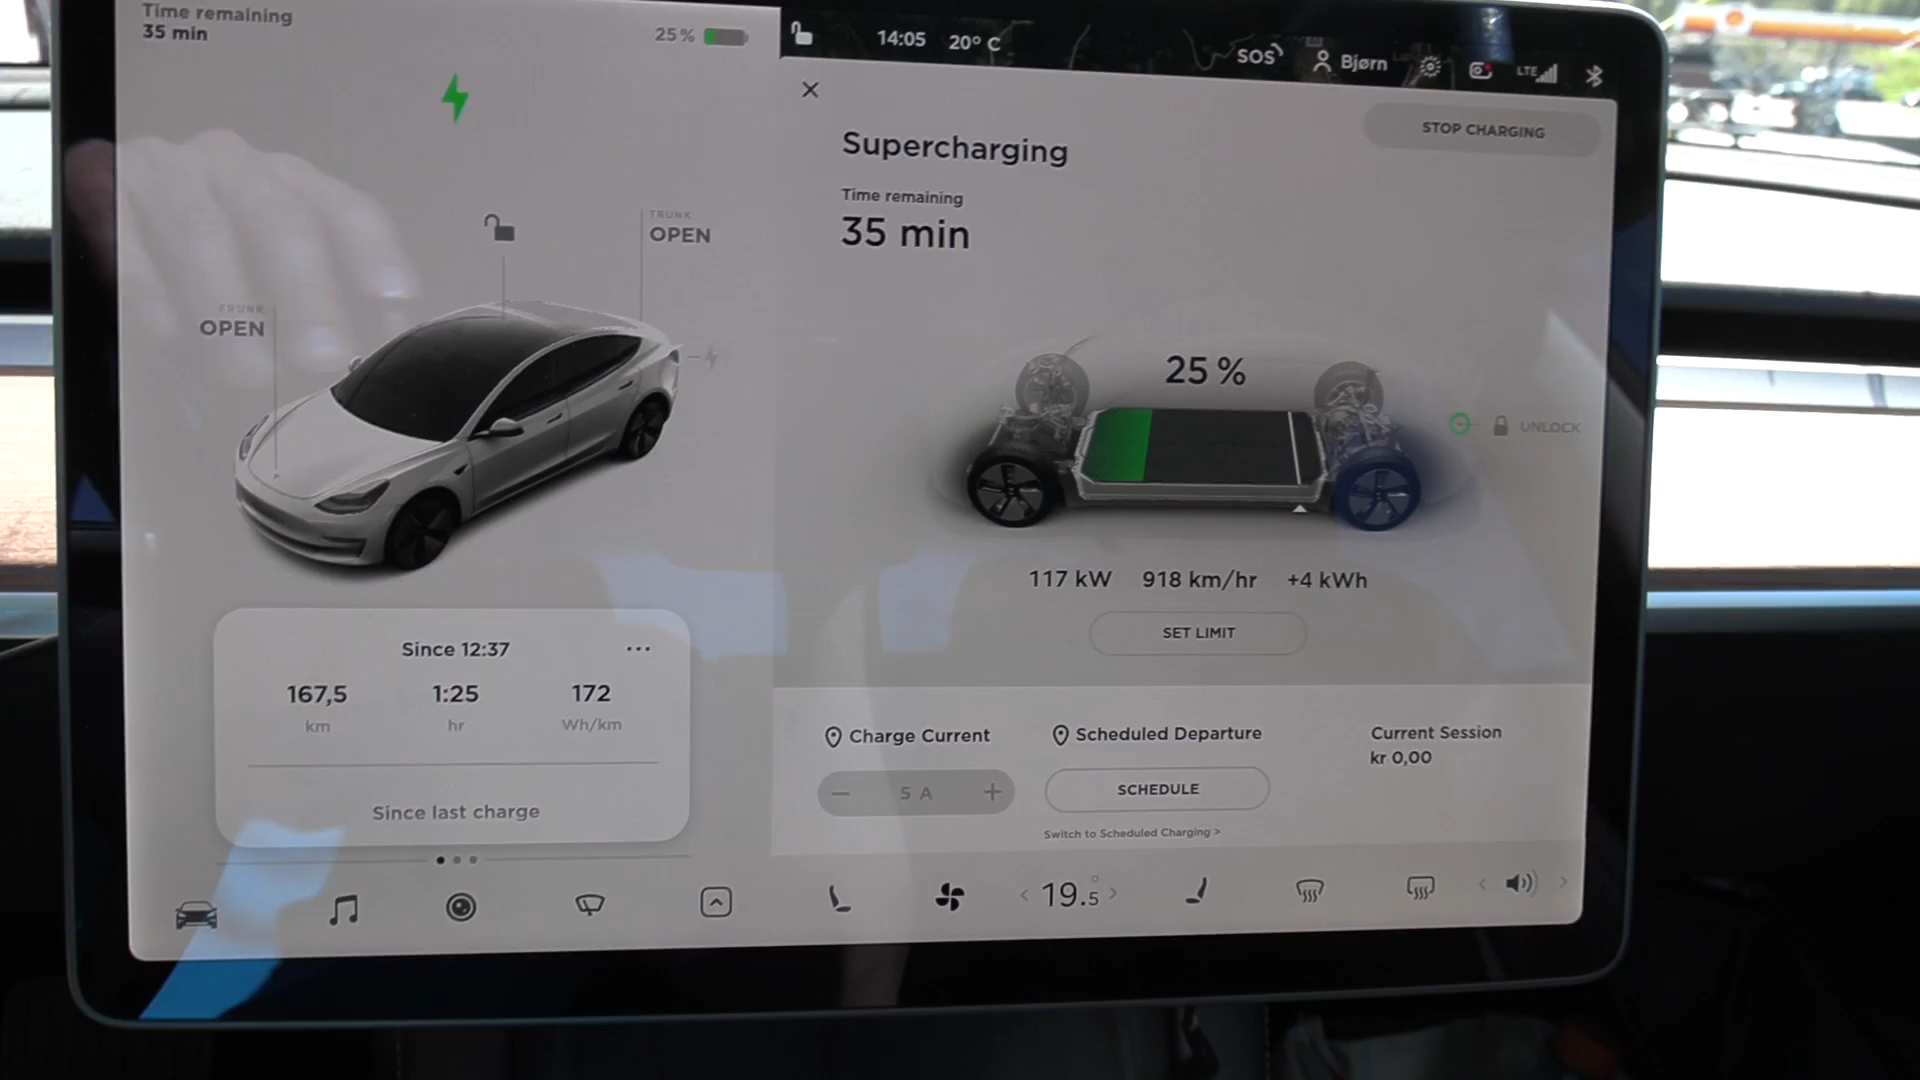 Time remaining
35 min
25 %
14:05
20° C
SOS
Bjørn
LTE
STOP CHARGING
Supercharging
Time remaining
35 min
TRUNK
OPEN
FRUNK
OPEN
25 %
UNLOCK
117 kW 918 km/hr +4 kWh
SET LIMIT
Since 12:37
167,5 1:25 172
km hr Wh/km
Since last charge
Charge Current
5 A
Scheduled Departure
SCHEDULE
Switch to Scheduled Charging >
Current Session
kr 0,00
19.5°